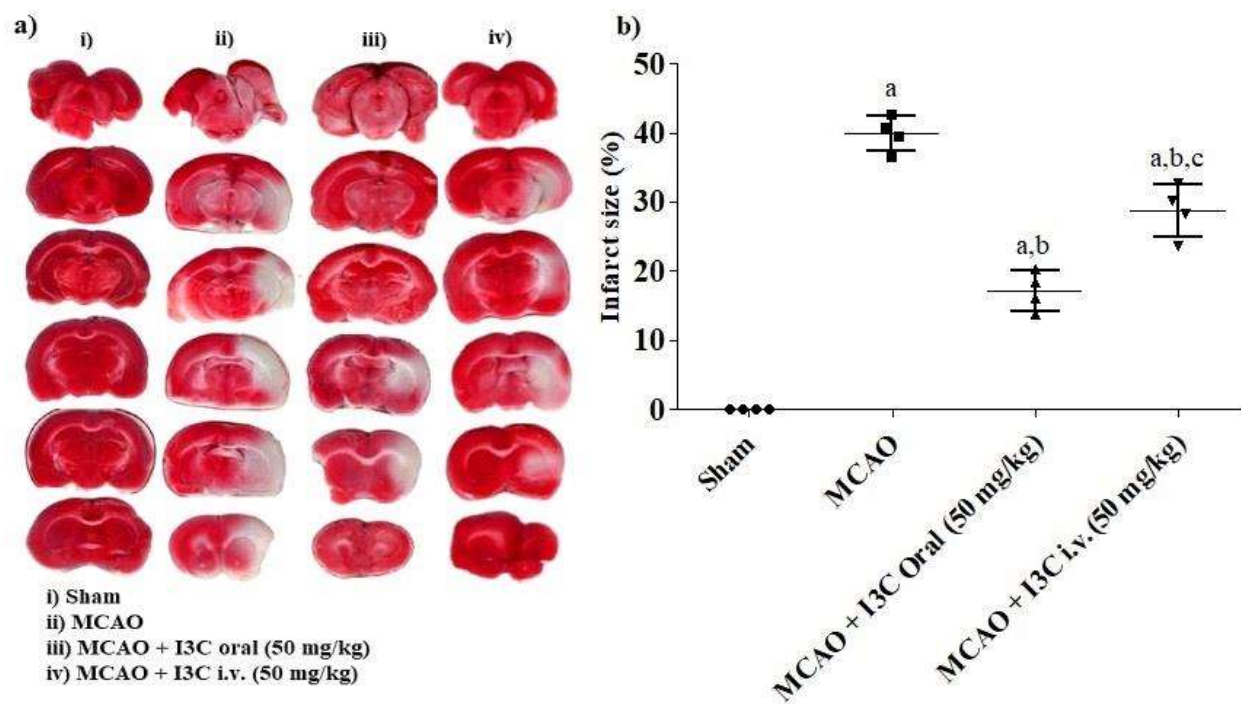 a)
i)
ii)
iii)
iv)
i) Sham
ii) MCAO
iii) MCAO + I3C oral (50 mg/kg)
iv) MCAO + I3C i.v. (50 mg/kg)
b)
Infarct size (%)
50
40
30
20
10
0
a
a,b
a,b,c
Sham
MCAO
MCAO + I3C Oral (50 mg/kg)
MCAO + I3C i.v. (50 mg/kg)